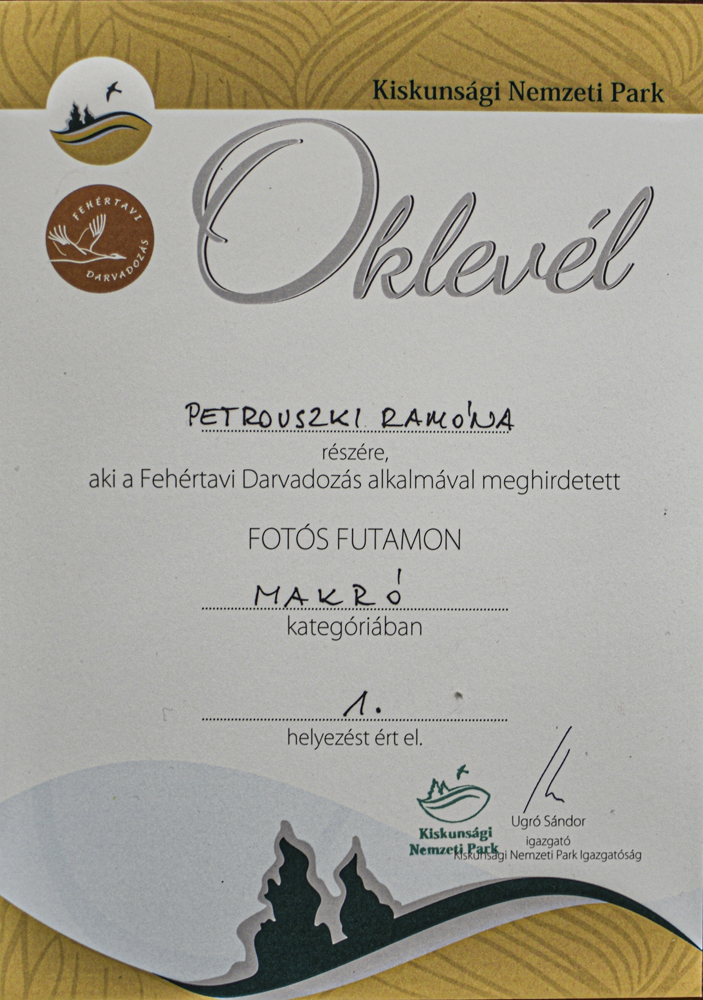 Kiskunsági Nemzeti Park
FEHÉRTAVI
DARVADOZÁS
Oklevél
PETROUSZKI RAMÓNA
részére,
aki a Fehértavi Darvadozás alkalmával meghirdetett
FOTÓS FUTAMON
MAKRÓ
kategóriában
1.
helyezést ért el.
Kiskunsági
Nemzeti Park
Ugró Sándor
igazgató
Kiskunsági Nemzeti Park Igazgatóság